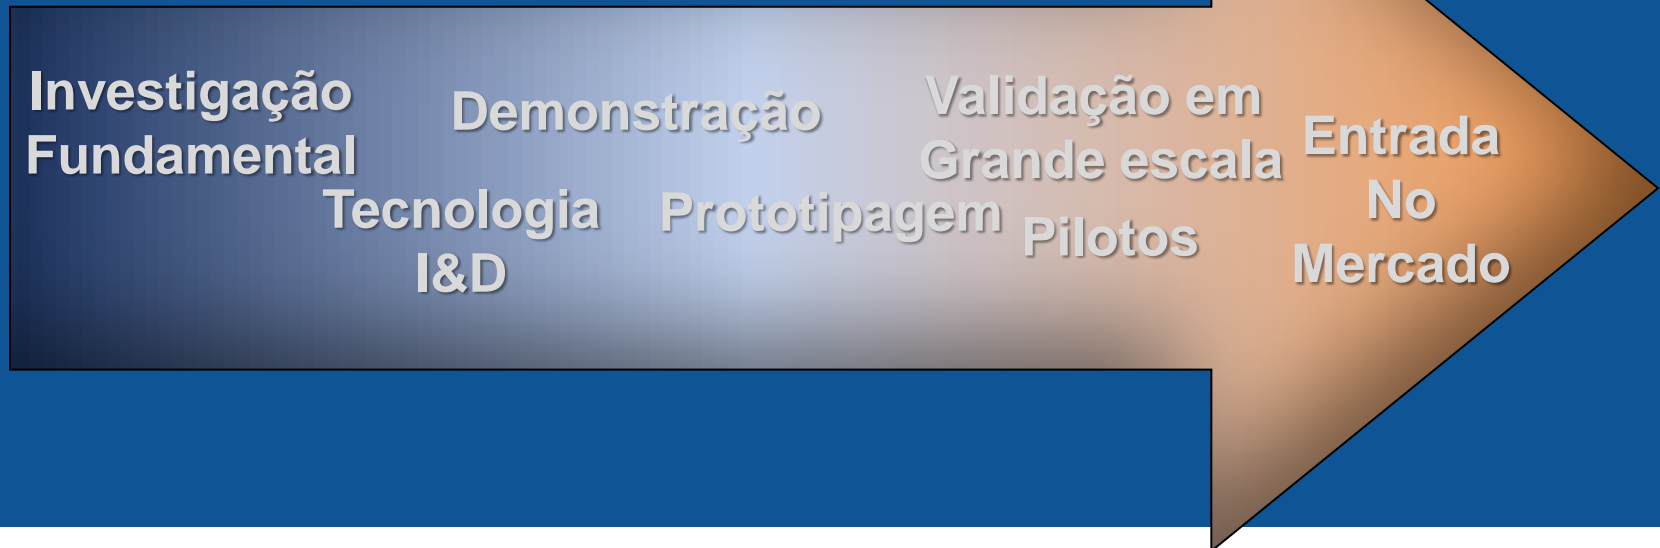 Investigação
Fundamental
Tecnologia
I&D
Demonstração
Prototipagem
Validação em
Grande escala
Pilotos
Entrada
No
Mercado